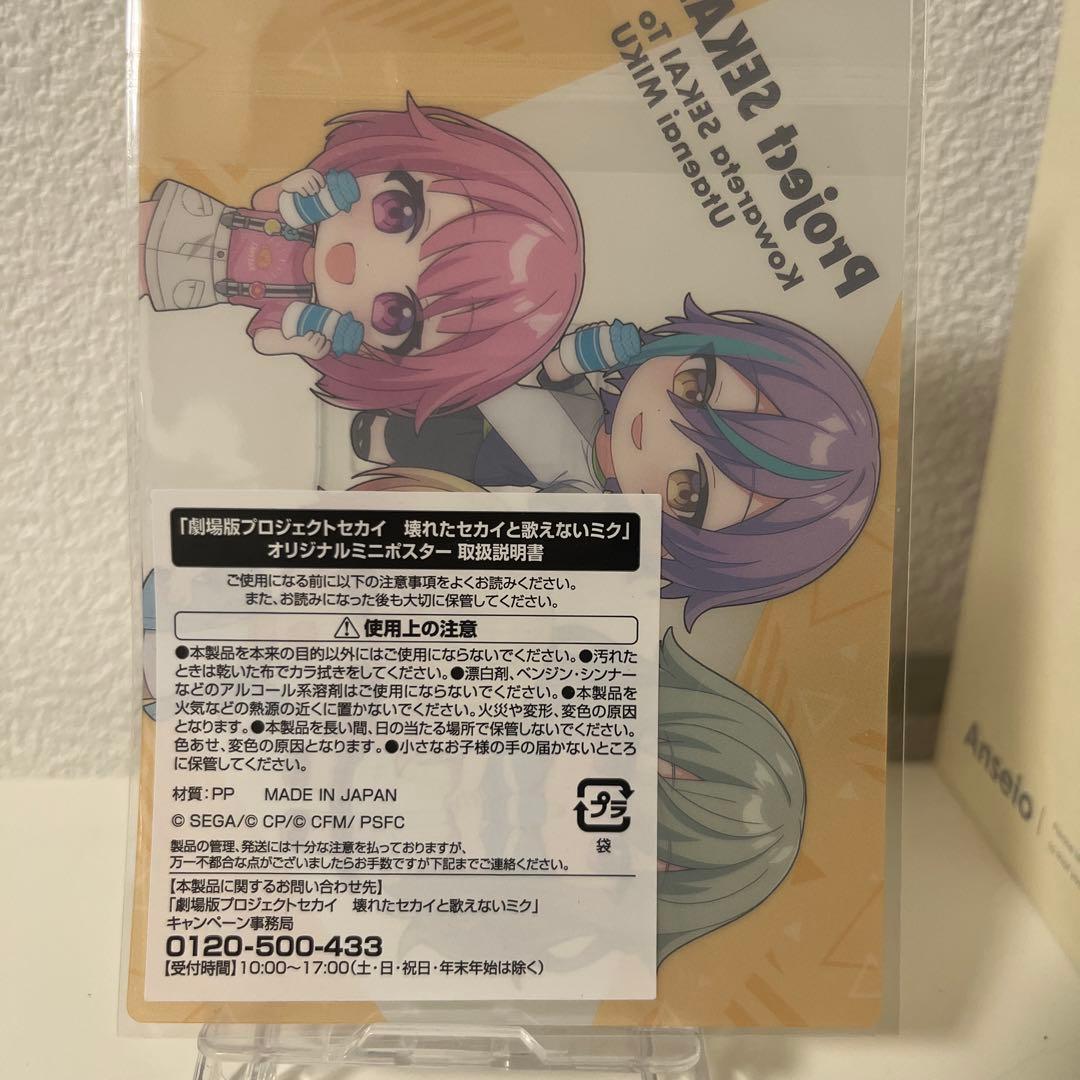 Project SEKA
Kowareta SEKAI To
Utaenai MIKU
「劇場版プロジェクトセカイ　壊れたセカイと歌えないミク」
オリジナルミニポスター 取扱説明書
ご使用になる前に以下の注意事項をよくお読みください。
また、お読みになった後も大切に保管してください。
⚠使用上の注意
●本製品を本来の目的以外にはご使用にならないでください。●汚れた
ときは乾いた布でカラ拭きをしてください。●漂白剤、ベンジン・シンナー
などのアルコール系溶剤はご使用にならないでください。●本製品を
火気などの熱源の近くに置かないでください。火災や変形、変色の原因
となります。●本製品を長い間、日の当たる場所で保管しないでください。
色あせ、変色の原因となります。●小さなお子様の手の届かないところ
に保管してください。
材質：PP　MADE IN JAPAN
© SEGA/© CP/© CFM/ PSFC
プラ
袋
製品の管理、発送には十分な注意を払っておりますが、
万一不都合な点がございましたらお手数ですが下記までご連絡ください。
【本製品に関するお問い合わせ先】
「劇場版プロジェクトセカイ　壊れたセカイと歌えないミク」
キャンペーン事務局
0120-500-433
【受付時間】10:00～17:00（土・日・祝日・年末年始は除く）
Anselo